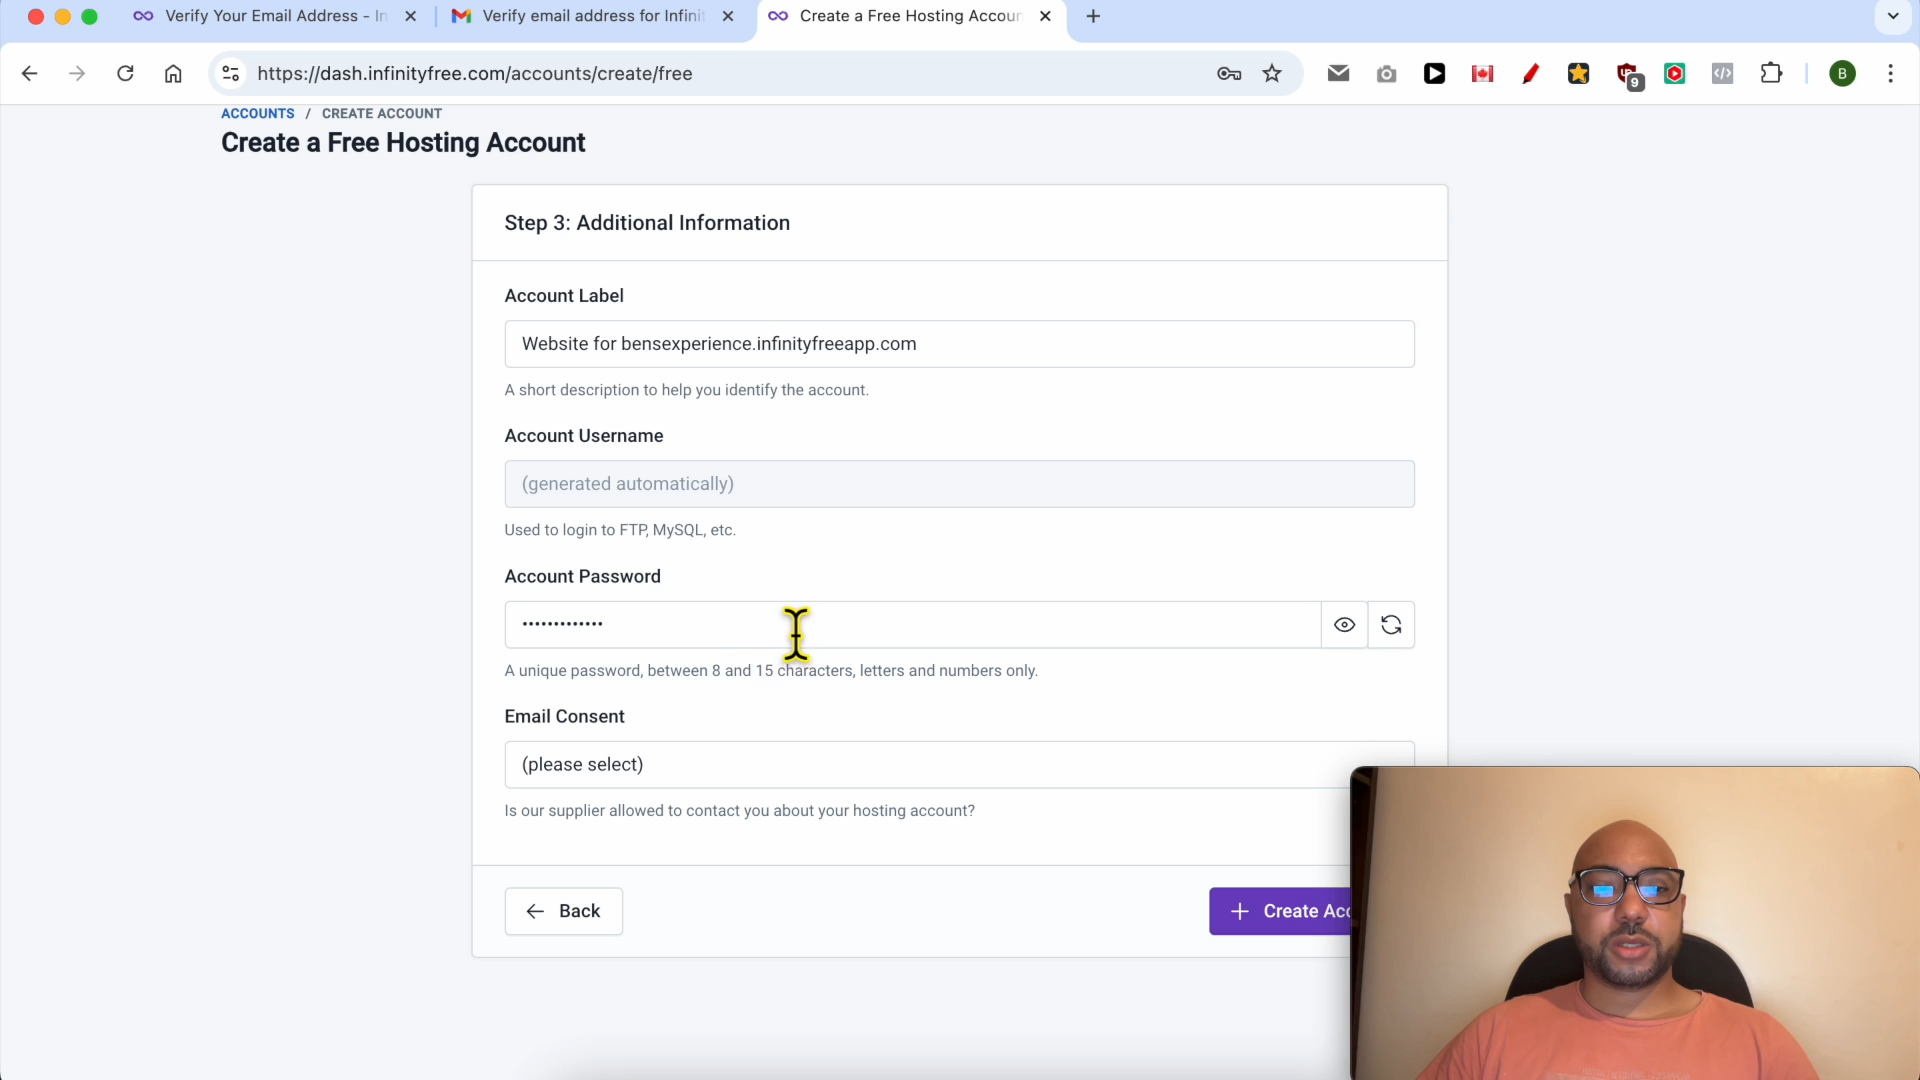 Verify Your Email Address - In
Verify email address for Infinit
Create a Free Hosting Accoun
https://dash.infinityfree.com/accounts/create/free
9
B
ACCOUNTS / CREATE ACCOUNT
Create a Free Hosting Account
Step 3: Additional Information
Account Label
Website for bensexperience.infinityfreeapp.com
A short description to help you identify the account.
Account Username
(generated automatically)
Used to login to FTP, MySQL, etc.
Account Password
•••••••••••••
A unique password, between 8 and 15 characters, letters and numbers only.
Email Consent
(please select)
Is our supplier allowed to contact you about your hosting account?
Back
Create Acc